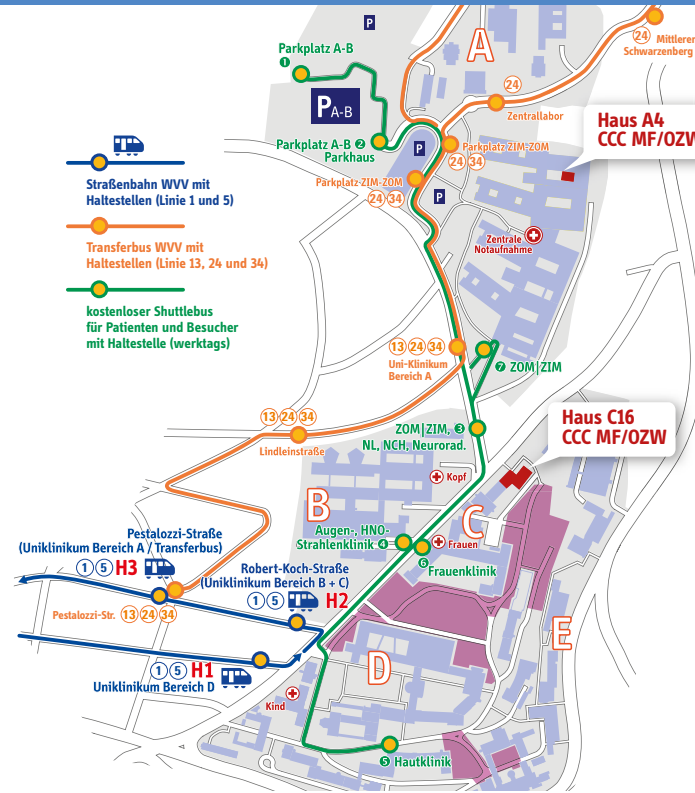 P
A
24
Mittlerer
Schwarzenberg
Parkplatz A-B
1
PA-B
24
Zentrallabor
Haus A4
CCC MF/OZW
Parkplatz A-B 2
Parkhaus
P
Parkplatz ZIM-ZOM
24 34
Parkplatz ZIM-ZOM
24 34
P
Straßenbahn WVV mit
Haltestellen (Linie 1 und 5)
Transferbus WVV mit
Haltestellen (Linie 13, 24 und 34)
kostenloser Shuttlebus
für Patienten und Besucher
mit Haltestelle (werktags)
Zentrale
Notaufnahme
13 24 34
Uni-Klinikum
Bereich A
7 ZOM|ZIM
13 24 34
Lindleinstraße
ZOM|ZIM, 3
NL, NCH, Neurorad.
Haus C16
CCC MF/OZW
Kopf
B
C
Augen-, HNO-
Strahlenklinik 4
Frauen
6
Frauenklinik
Pestalozzi-Straße
(Uniklinikum Bereich A / Transferbus)
1 5 H3
Robert-Koch-Straße
(Uniklinikum Bereich B + C)
1 5 H2
Pestalozzi-Str. 13 24 34
E
D
1 5 H1
Uniklinikum Bereich D
Kind
5 Hautklinik